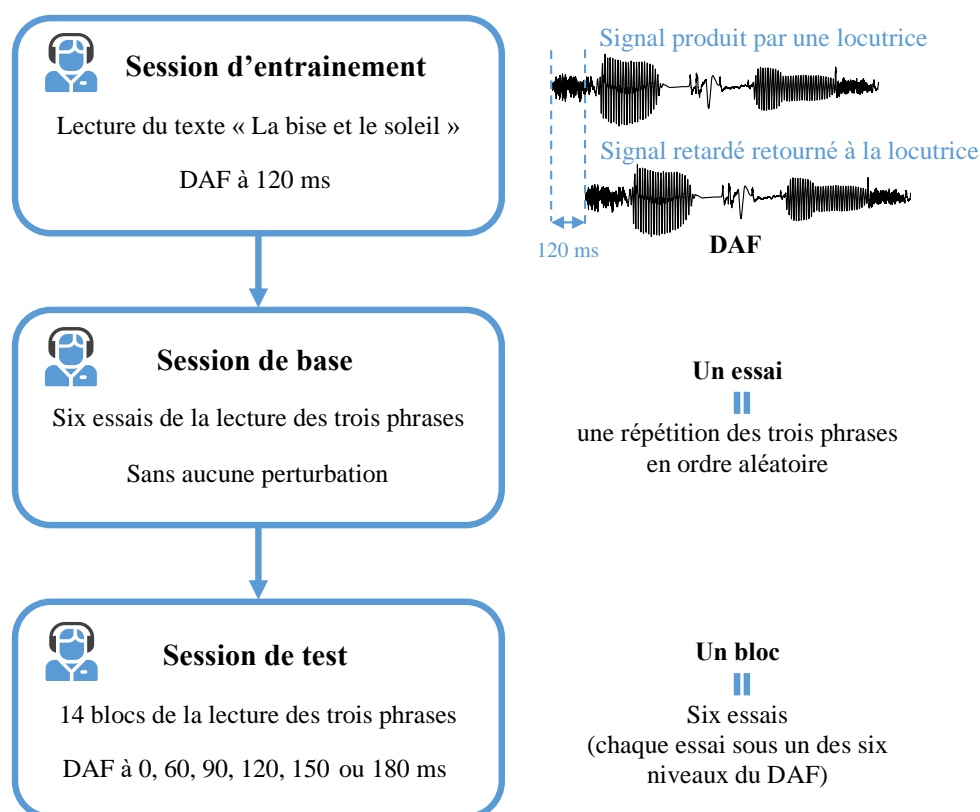 Session d'entrainement
Lecture du texte « La bise et le soleil »
DAF à 120 ms
Signal produit par une locutrice
Signal retardé retourné à la locutrice
120 ms
DAF
Session de base
Six essais de la lecture des trois phrases
Sans aucune perturbation
Un essai
une répétition des trois phrases
en ordre aléatoire
Session de test
14 blocs de la lecture des trois phrases
DAF à 0, 60, 90, 120, 150 ou 180 ms
Un bloc
Six essais
(chaque essai sous un des six
niveaux du DAF)